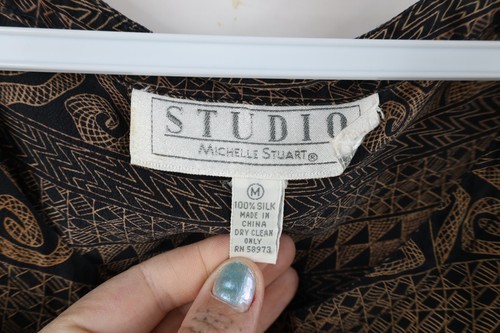 STUDIO
MICHELLE STUART®
M
100% SILK
MADE IN
CHINA
DRY CLEAN
ONLY
RN 58973